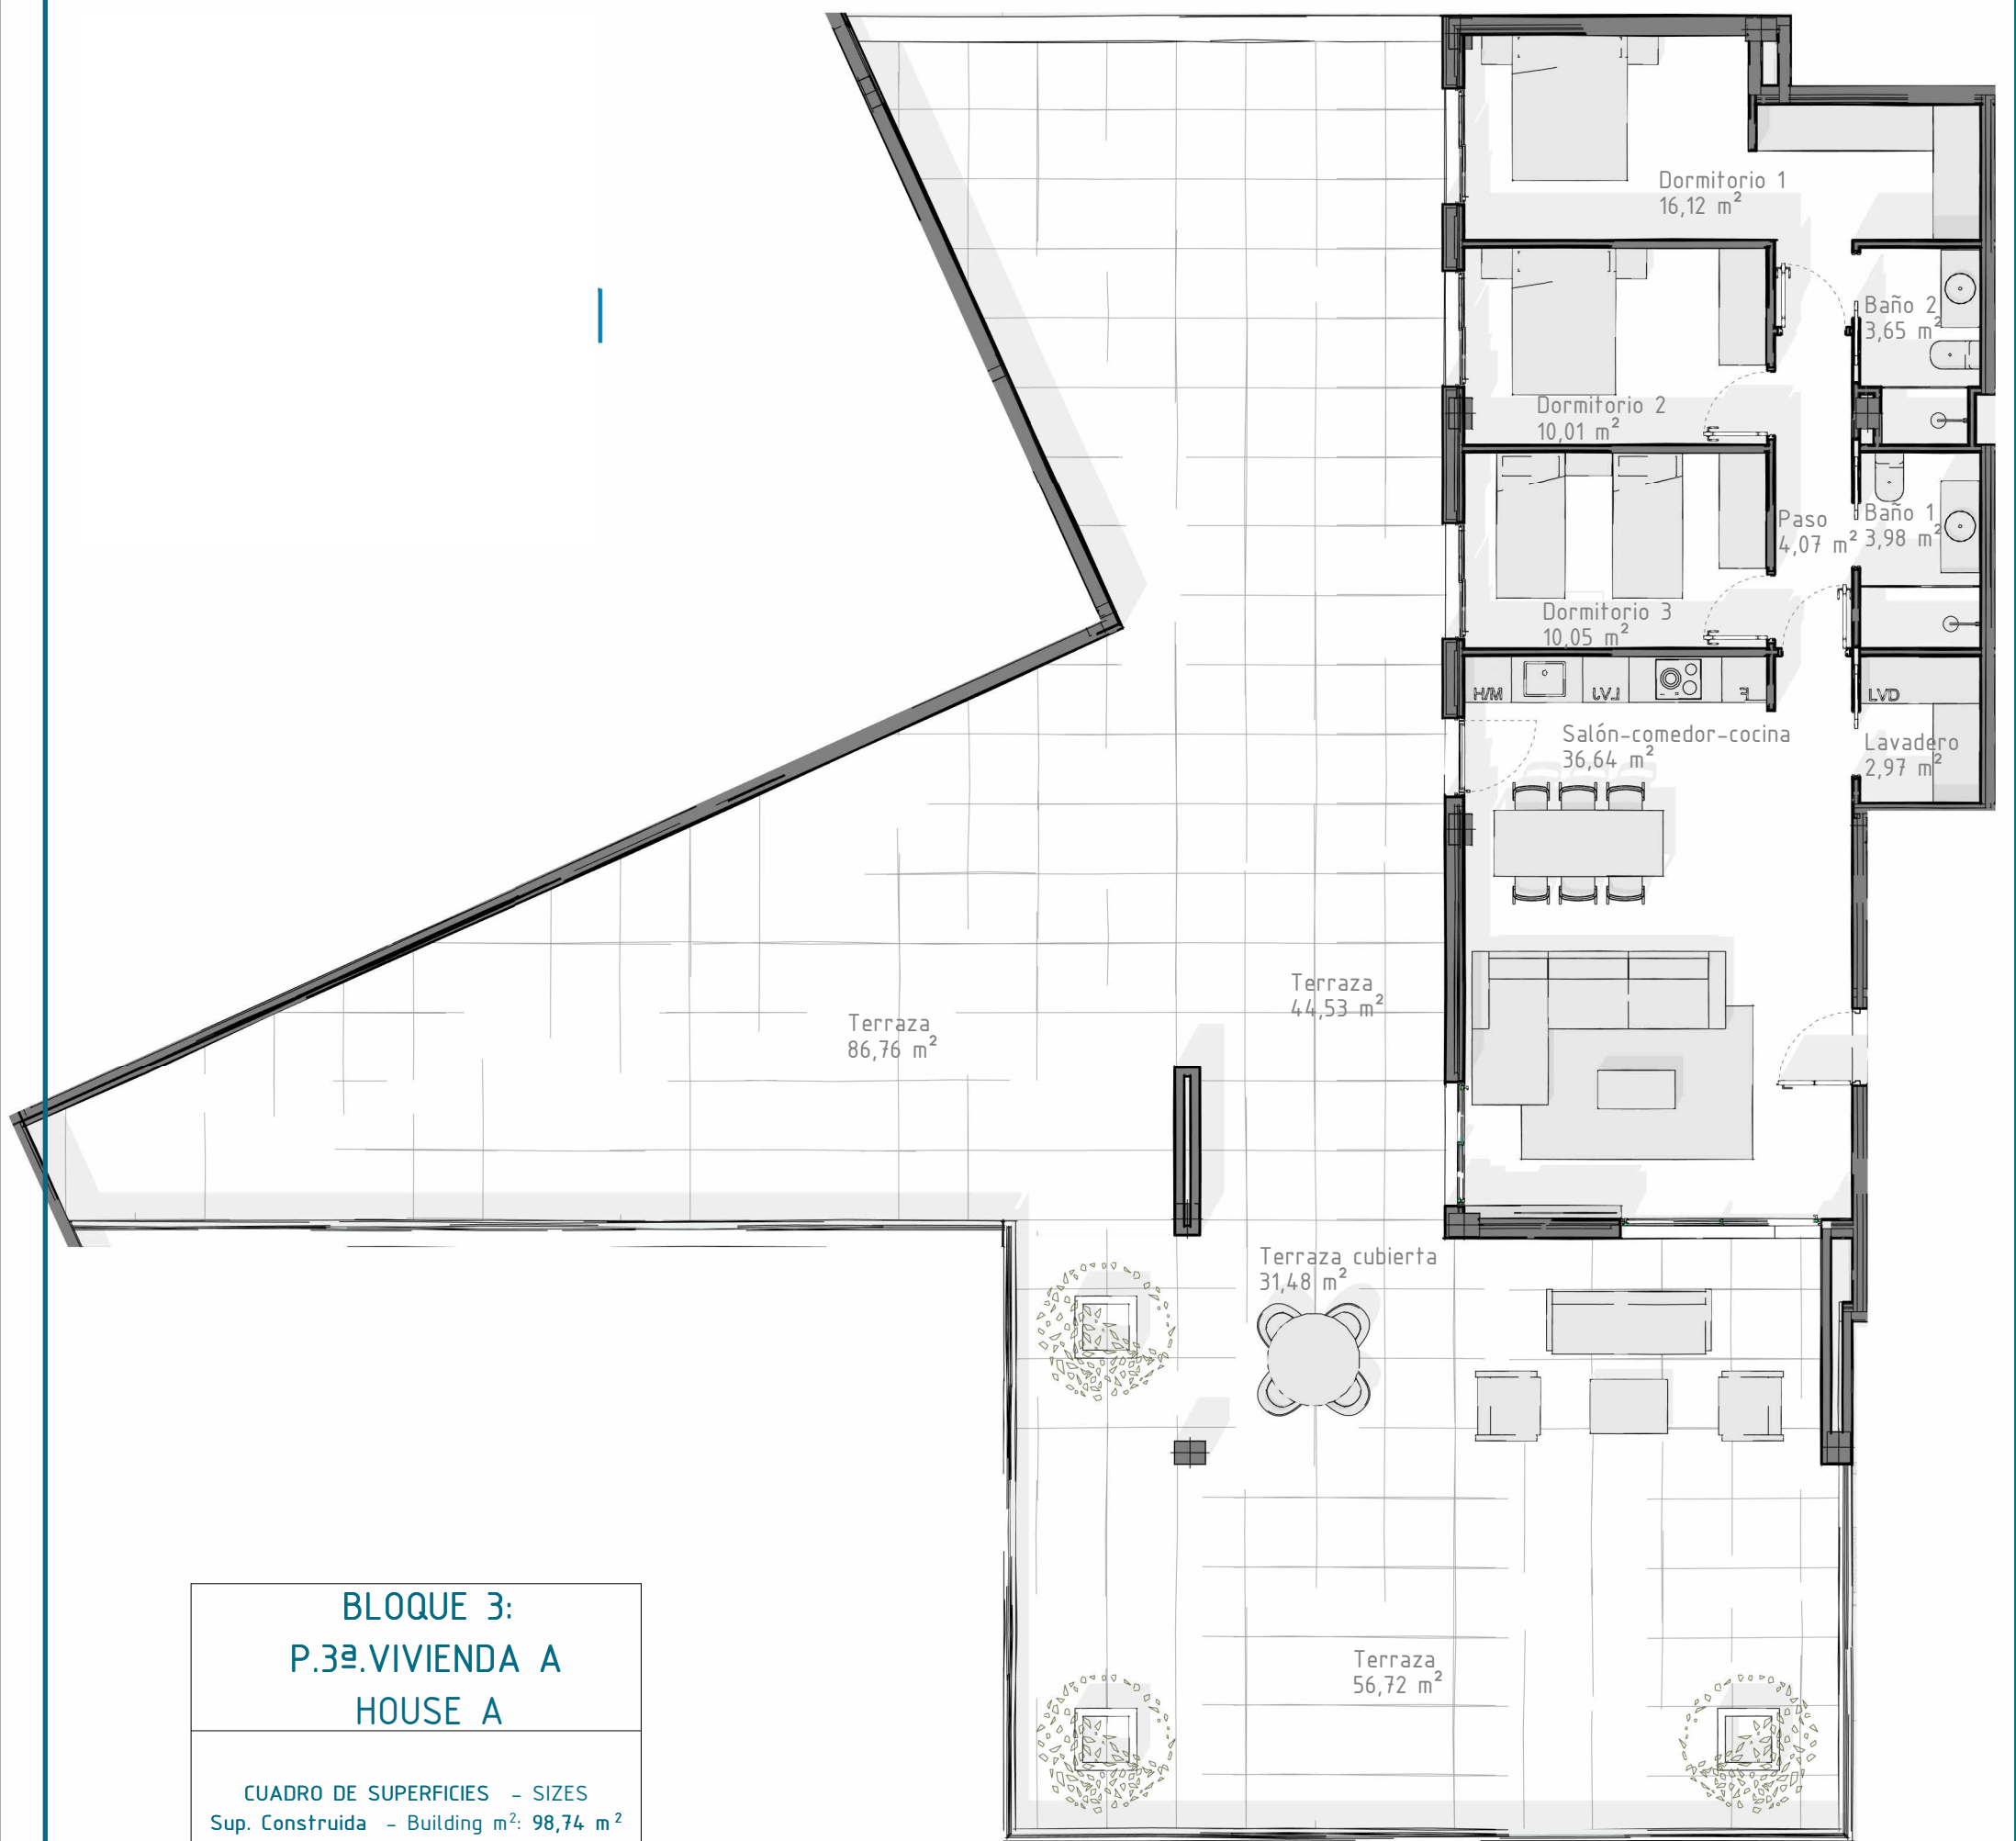 Dormitorio 1
16,12 m²
Baño 2
3,65 m²
Dormitorio 2
10,01 m²
Paso
4,07 m²
Baño 1
3,98 m²
Dormitorio 3
10,05 m²
H/M
LVJ
F
LVD
Salón-comedor-cocina
36,64 m²
Lavadero
2,97 m²
Terraza
44,53 m²
Terraza
86,76 m²
Terraza cubierta
31,48 m²
Terraza
56,72 m²
BLOQUE 3:
P.3ª.VIVIENDA A
HOUSE A
CUADRO DE SUPERFICIES - SIZES
Sup. Construida - Building m²: 98,74 m²